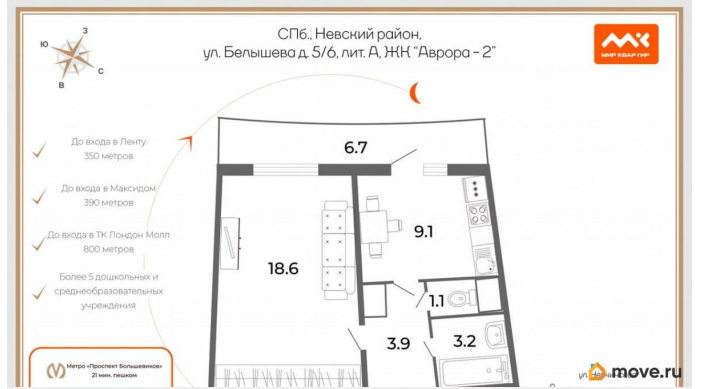 СПб., Невский район,
ул. Белышева д. 5/6, лит. А, ЖК "Аврора – 2"
МИР КВАРТИР
З
Ю
С
В
До входа в Ленту
350 метров
До входа в Максидом
390 метров
До входа в ТК Лондон Молл
800 метров
Более 5 дошкольных и
среднеобразовательных
учреждения
Метро «Проспект Большевиков»
21 мин. пешком
6.7
9.1
18.6
1.1
3.9
3.2
ул.
move.ru